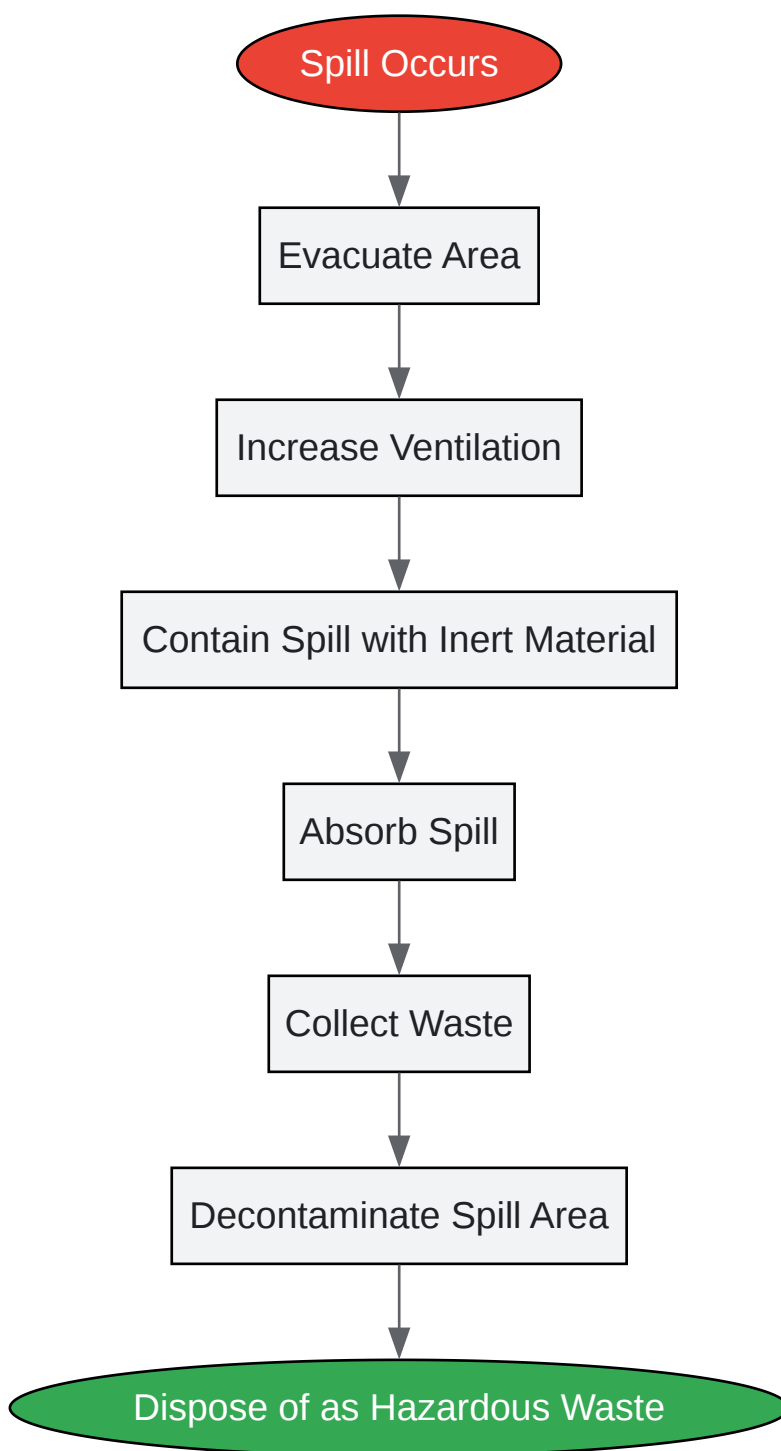 Spill Occurs
Evacuate Area
Increase Ventilation
Contain Spill with Inert Material
Absorb Spill
Collect Waste
Decontaminate Spill Area
Dispose of as Hazardous Waste